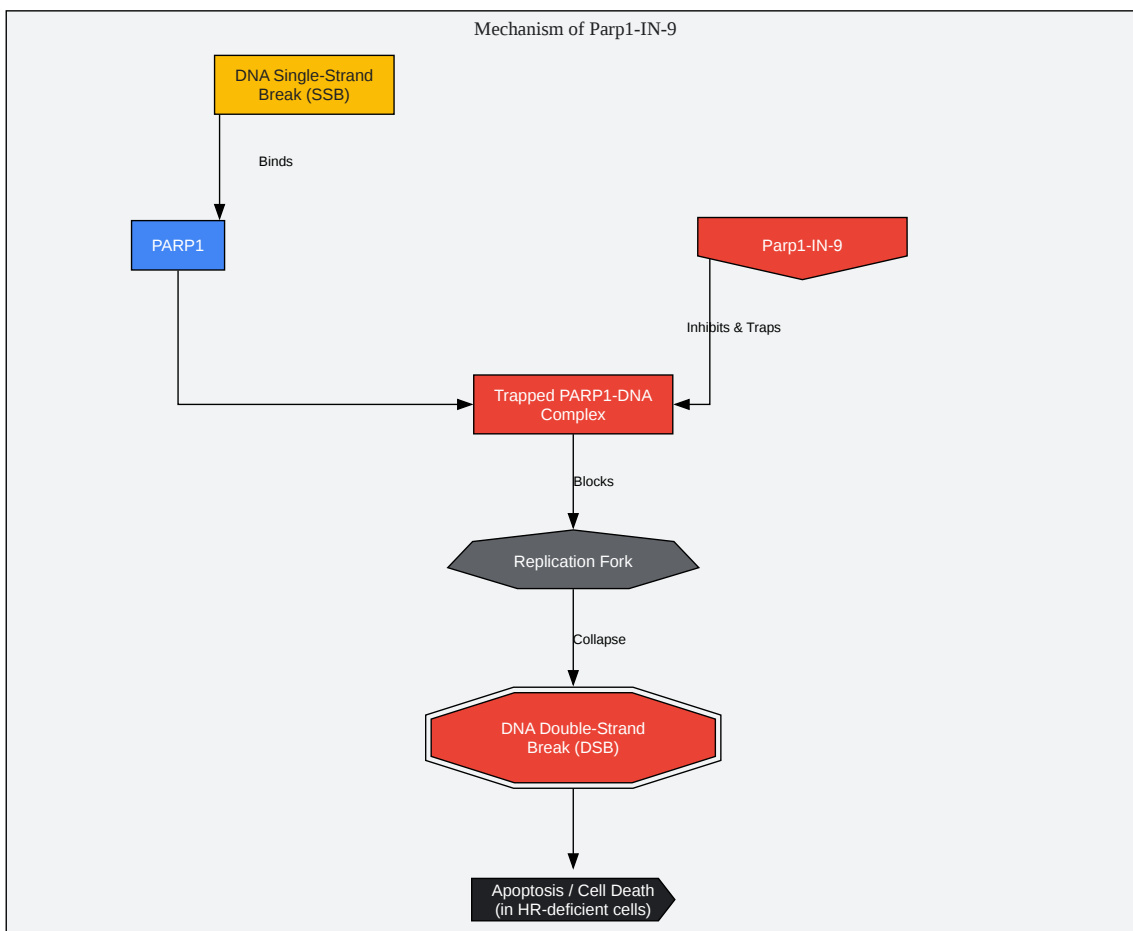 Mechanism of Parp1-IN-9
DNA Single-Strand
Break (SSB)
Binds
PARP1
Parp1-IN-9
Inhibits & Traps
Trapped PARP1-DNA
Complex
Blocks
Replication Fork
Collapse
DNA Double-Strand
Break (DSB)
Apoptosis / Cell Death
(in HR-deficient cells)